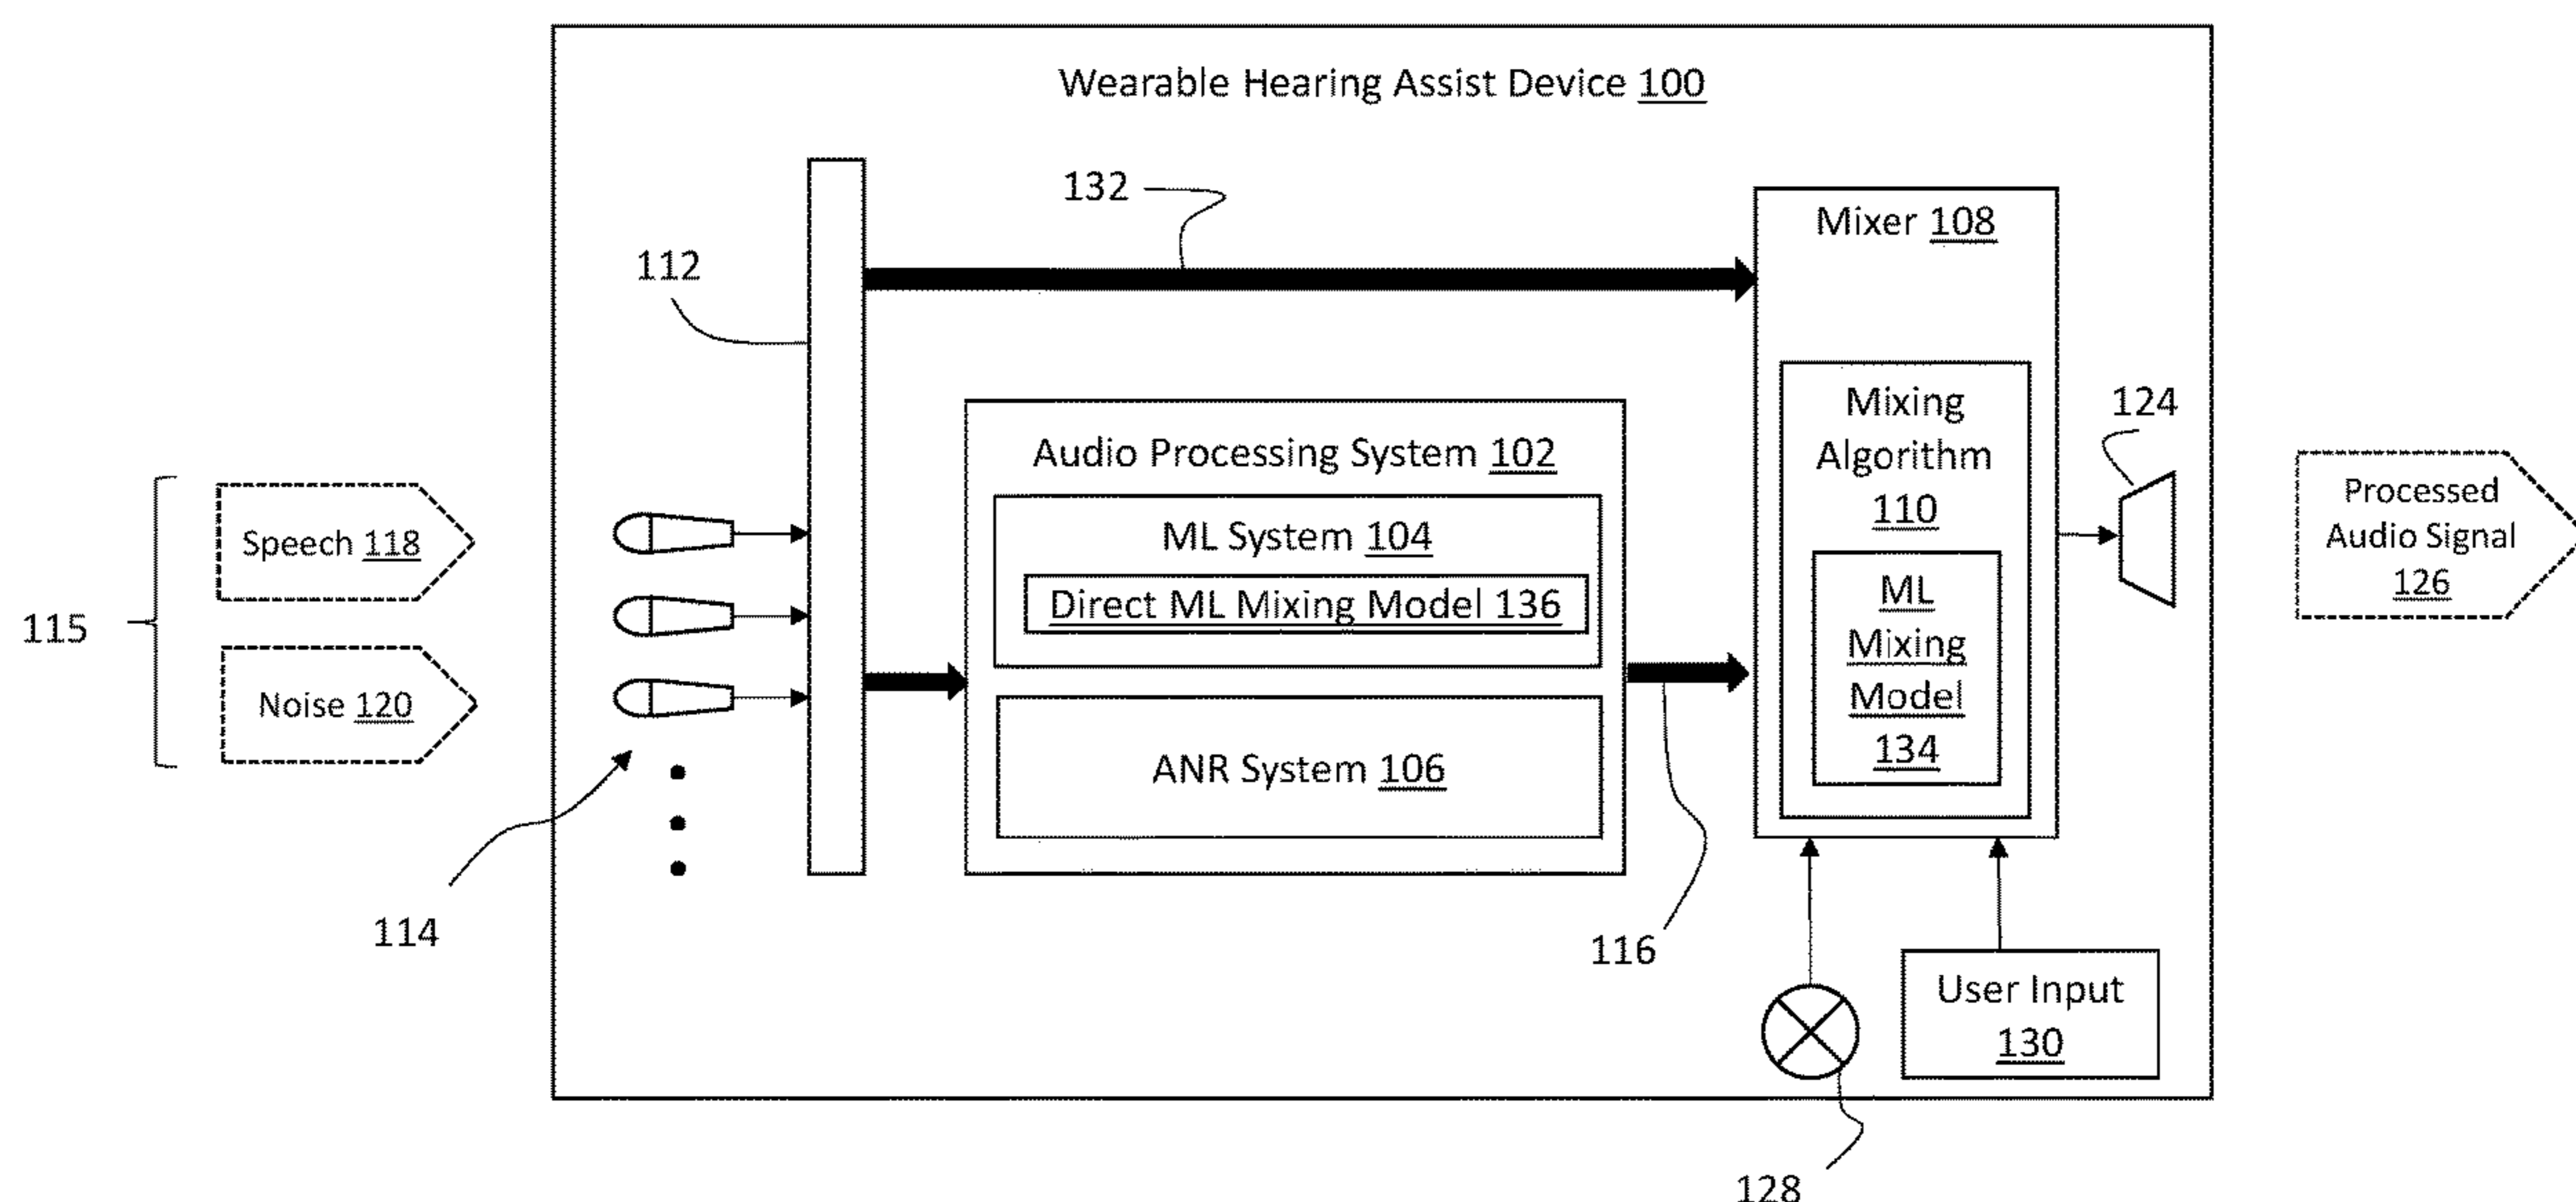 Wearable Hearing Assist Device 100
132
Mixer 108
112
Mixing
Algorithm
110
124
Audio Processing System 102
Processed
Audio Signal
126
Speech 118
ML System 104
ML
Mixing
Model
134
Direct ML Mixing Model 136
115
Noise 120
ANR System 106
114
116
User Input
130
128